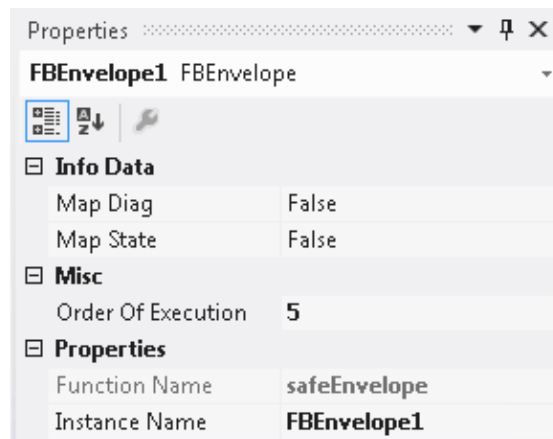 Properties
FBEnvelope1 FBEnvelope
Info Data
Map Diag False
Map State False
Misc
Order Of Execution 5
Properties
Function Name safeEnvelope
Instance Name FBEnvelope1